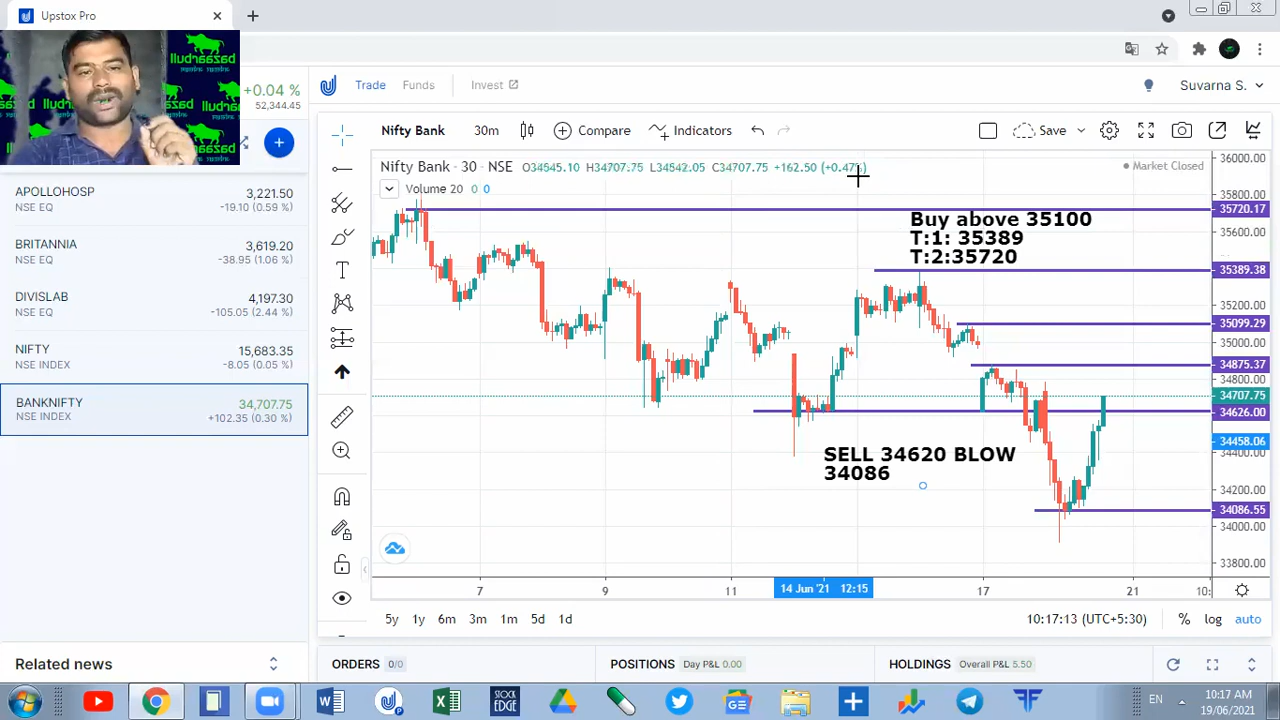 Upstox Pro
bazaarbull
+0.04 %
52,344.45
Trade
Funds
Invest
Suvarna S.
Nifty Bank
30m
Compare
Indicators
Save
Nifty Bank · 30 · NSE O34545.10 H34707.75 L34542.05 C34707.75 +162.50
Market Closed
Volume 20 0 0
APOLLOHOSP 3,221.50
NSE EQ -19.10 (0.59 %)
BRITANNIA 3,619.20
NSE EQ -38.95 (1.06 %)
DIVISLAB 4,197.30
NSE EQ -105.05 (2.44 %)
NIFTY 15,683.35
NSE INDEX -8.05 (0.05 %)
BANKNIFTY 34,707.75
NSE INDEX +102.35 (0.30 %)
Buy above 35100
T:1: 35389
T:2:35720
SELL 34620 BLOW
34086
36000.00
35800.00
35720.17
35600.00
35389.38
35200.00
35099.29
35000.00
34875.37
34800.00
34707.75
34626.00
34458.06
34400.00
34200.00
34086.55
34000.00
33800.00
7 9 11 14 Jun '21 12:15 17 21 10:
5y 1y 6m 3m 1m 5d 1d
10:17:13 (UTC+5:30) % log auto
Related news
ORDERS 0/0
POSITIONS Day P&L 0.00
HOLDINGS Overall P&L 5.50
STOCK
EDGE
EN
10:17 AM
19/06/2021